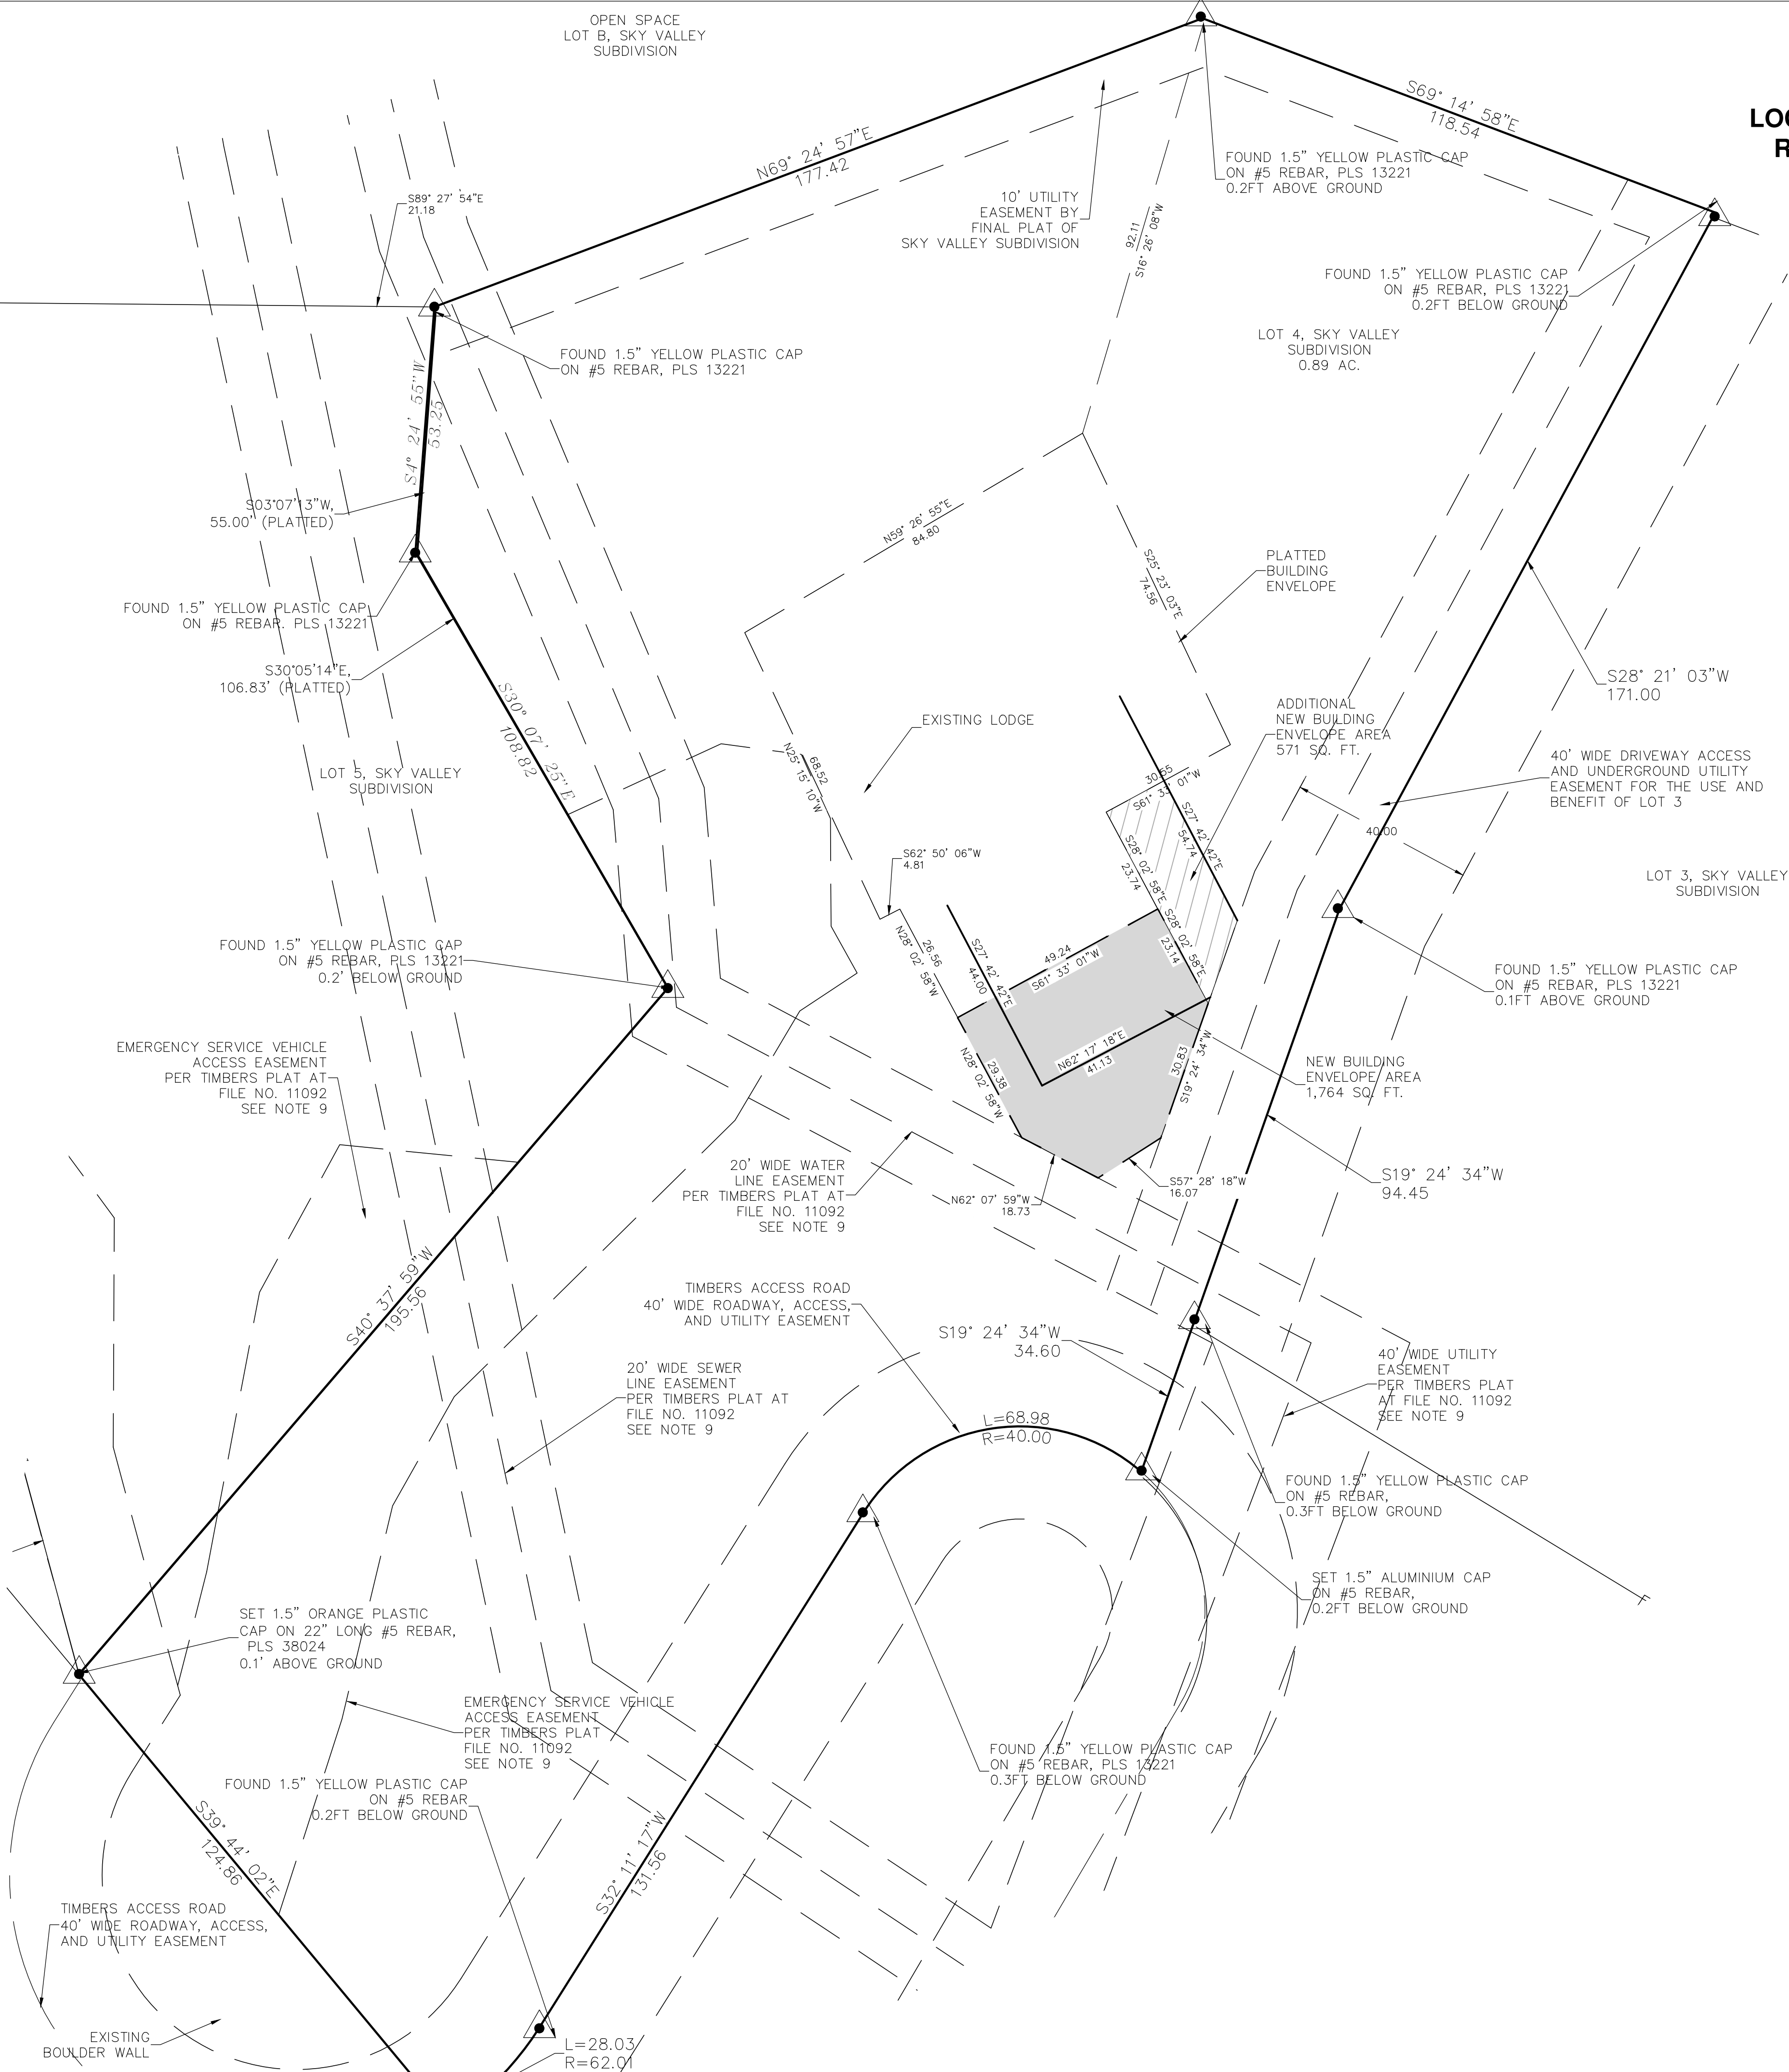 OPEN SPACE
LOT B, SKY VALLEY
SUBDIVISION
S69° 14' 58"E
118.54
LOC
R
N69° 24' 57"E
177.42
FOUND 1.5" YELLOW PLASTIC CAP
ON #5 REBAR, PLS 13221
0.2FT ABOVE GROUND
S89° 27' 54"E
21.18
10' UTILITY
EASEMENT BY
FINAL PLAT OF
SKY VALLEY SUBDIVISION
92.11
S16° 26' 08"W
FOUND 1.5" YELLOW PLASTIC CAP
ON #5 REBAR, PLS 13221
0.2FT BELOW GROUND
LOT 4, SKY VALLEY
SUBDIVISION
0.89 AC.
FOUND 1.5" YELLOW PLASTIC CAP
ON #5 REBAR, PLS 13221
S4° 24' 55"W
53.25
S03°07'13"W,
55.00' (PLATTED)
N59° 26' 55"E
84.80
S25° 23' 03"E
74.56
PLATTED
BUILDING
ENVELOPE
FOUND 1.5" YELLOW PLASTIC CAP
ON #5 REBAR. PLS 13221
S30°05'14"E,
106.83' (PLATTED)
S30° 07' 25"E
108.82
S28° 21' 03"W
171.00
EXISTING LODGE
ADDITIONAL
NEW BUILDING
ENVELOPE AREA
571 SQ. FT.
LOT 5, SKY VALLEY
SUBDIVISION
68.52
N25° 15' 10"W
30.55
S61° 33' 01"W
40' WIDE DRIVEWAY ACCESS
AND UNDERGROUND UTILITY
EASEMENT FOR THE USE AND
BENEFIT OF LOT 3
S27° 42' 42"E
54.74
40.00
S28° 02' 58"E
23.74
S62° 50' 06"W
4.81
LOT 3, SKY VALLEY
SUBDIVISION
26.56
N28° 02' 58"W
S27° 42' 42"E
44.00
49.24
S61° 33' 01"W
S28° 02' 58"E
23.14
FOUND 1.5" YELLOW PLASTIC CAP
ON #5 REBAR, PLS 13221
0.2' BELOW GROUND
FOUND 1.5" YELLOW PLASTIC CAP
ON #5 REBAR, PLS 13221
0.1FT ABOVE GROUND
EMERGENCY SERVICE VEHICLE
ACCESS EASEMENT
PER TIMBERS PLAT AT
FILE NO. 11092
SEE NOTE 9
N62° 17' 18"E
41.13
29.38
N28° 02' 58"W
30.83
S19° 24' 34"W
NEW BUILDING
ENVELOPE AREA
1,764 SQ. FT.
20' WIDE WATER
LINE EASEMENT
PER TIMBERS PLAT AT
FILE NO. 11092
SEE NOTE 9
N62° 07' 59"W
18.73
S57° 28' 18"W
16.07
S19° 24' 34"W
94.45
S40° 37' 59"W
195.56
TIMBERS ACCESS ROAD
40' WIDE ROADWAY, ACCESS,
AND UTILITY EASEMENT
S19° 24' 34"W
34.60
20' WIDE SEWER
LINE EASEMENT
PER TIMBERS PLAT AT
FILE NO. 11092
SEE NOTE 9
40' WIDE UTILITY
EASEMENT
PER TIMBERS PLAT
AT FILE NO. 11092
SEE NOTE 9
L=68.98
R=40.00
FOUND 1.5" YELLOW PLASTIC CAP
ON #5 REBAR,
0.3FT BELOW GROUND
SET 1.5" ALUMINIUM CAP
ON #5 REBAR,
0.2FT BELOW GROUND
SET 1.5" ORANGE PLASTIC
CAP ON 22" LONG #5 REBAR,
PLS 38024
0.1' ABOVE GROUND
EMERGENCY SERVICE VEHICLE
ACCESS EASEMENT
PER TIMBERS PLAT
FILE NO. 11092
SEE NOTE 9
FOUND 1.5" YELLOW PLASTIC CAP
ON #5 REBAR, PLS 13221
0.3FT BELOW GROUND
FOUND 1.5" YELLOW PLASTIC CAP
ON #5 REBAR
0.2FT BELOW GROUND
S39° 44' 02"E
124.86
S32° 11' 17"W
131.56
TIMBERS ACCESS ROAD
40' WIDE ROADWAY, ACCESS,
AND UTILITY EASEMENT
EXISTING
BOULDER WALL
L=28.03
R=62.01